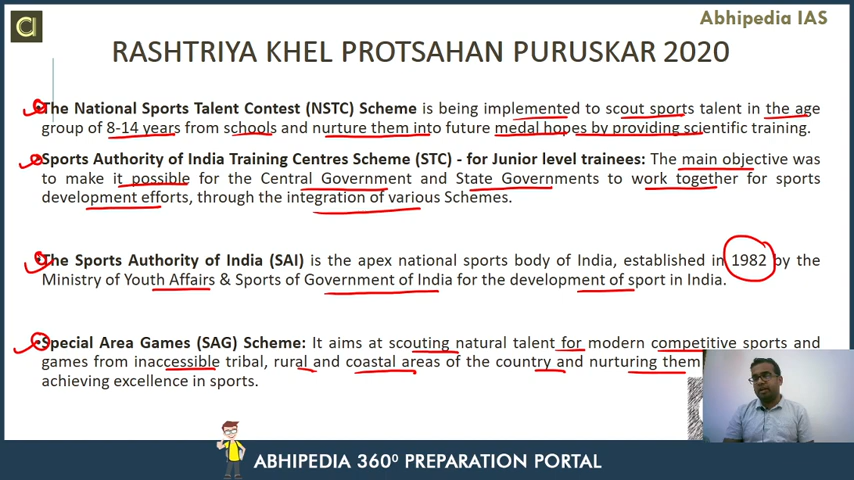 Abhipedia IAS
RASHTRIYA KHEL PROTSAHAN PURUSKAR 2020
•The National Sports Talent Contest (NSTC) Scheme is being implemented to scout sports talent in the age
group of 8-14 years from schools and nurture them into future medal hopes by providing scientific training.
•Sports Authority of India Training Centres Scheme (STC) - for Junior level trainees: The main objective was
to make it possible for the Central Government and State Governments to work together for sports
development efforts, through the integration of various Schemes.
•The Sports Authority of India (SAI) is the apex national sports body of India, established in 1982 by the
Ministry of Youth Affairs & Sports of Government of India for the development of sport in India.
•Special Area Games (SAG) Scheme: It aims at scouting natural talent for modern competitive sports and
games from inaccessible tribal, rural and coastal areas of the country and nurturing them
achieving excellence in sports.
ABHIPEDIA 360⁰ PREPARATION PORTAL